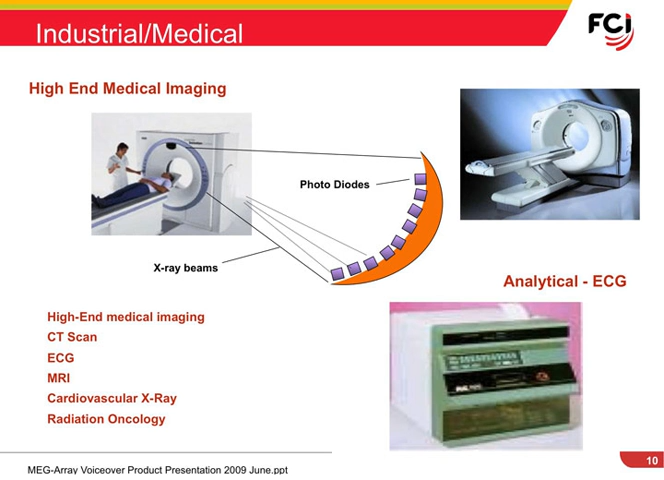 Industrial/Medical
FCi
High End Medical Imaging
Photo Diodes
X-ray beams
Analytical - ECG
High-End medical imaging
CT Scan
ECG
MRI
Cardiovascular X-Ray
Radiation Oncology
10
MEG-Array Voiceover Product Presentation 2009 June.ppt